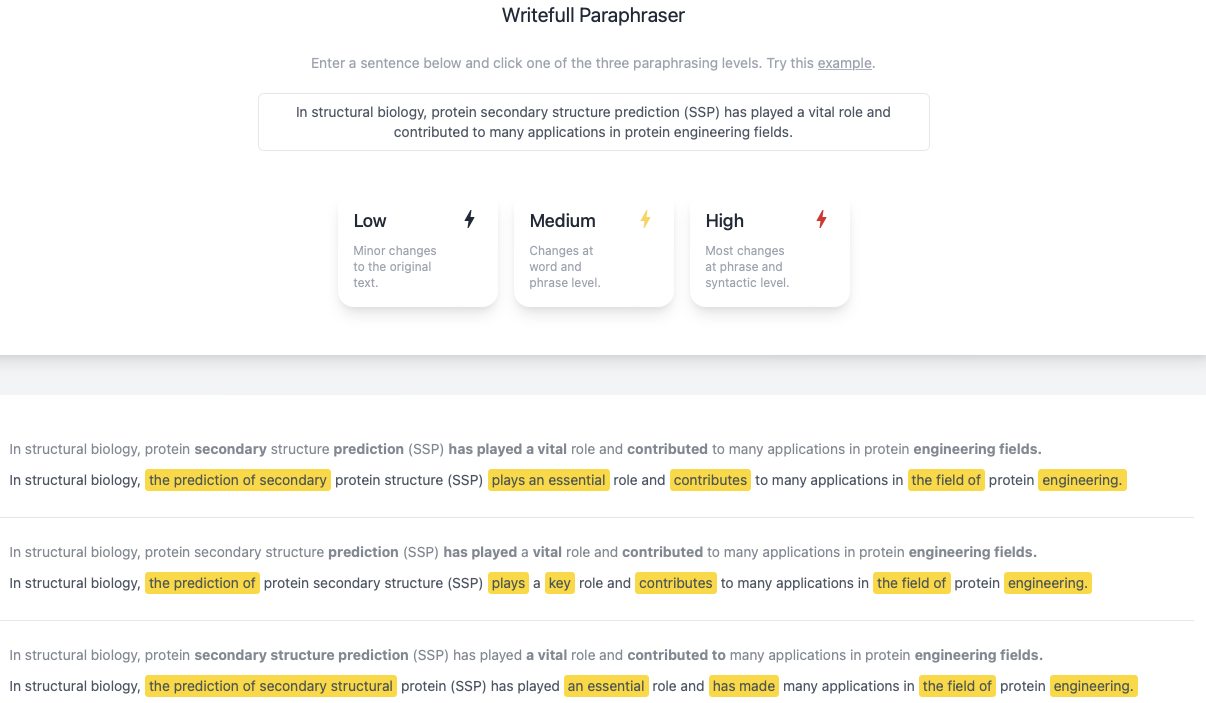 Writefull Paraphraser
Enter a sentence below and click one of the three paraphrasing levels. Try this example.
In structural biology, protein secondary structure prediction (SSP) has played a vital role and
contributed to many applications in protein engineering fields.
Low
Minor changes
to the original
text.
Medium
Changes at
word and
phrase level.
High
Most changes
at phrase and
syntactic level.
In structural biology, protein secondary structure prediction (SSP) has played a vital role and contributed to many applications in protein engineering fields.
In structural biology, the prediction of secondary protein structure (SSP) plays an essential role and contributes to many applications in the field of protein engineering.
In structural biology, protein secondary structure prediction (SSP) has played a vital role and contributed to many applications in protein engineering fields.
In structural biology, the prediction of protein secondary structure (SSP) plays a key role and contributes to many applications in the field of protein engineering.
In structural biology, protein secondary structure prediction (SSP) has played a vital role and contributed to many applications in protein engineering fields.
In structural biology, the prediction of secondary structural protein (SSP) has played an essential role and has made many applications in the field of protein engineering.